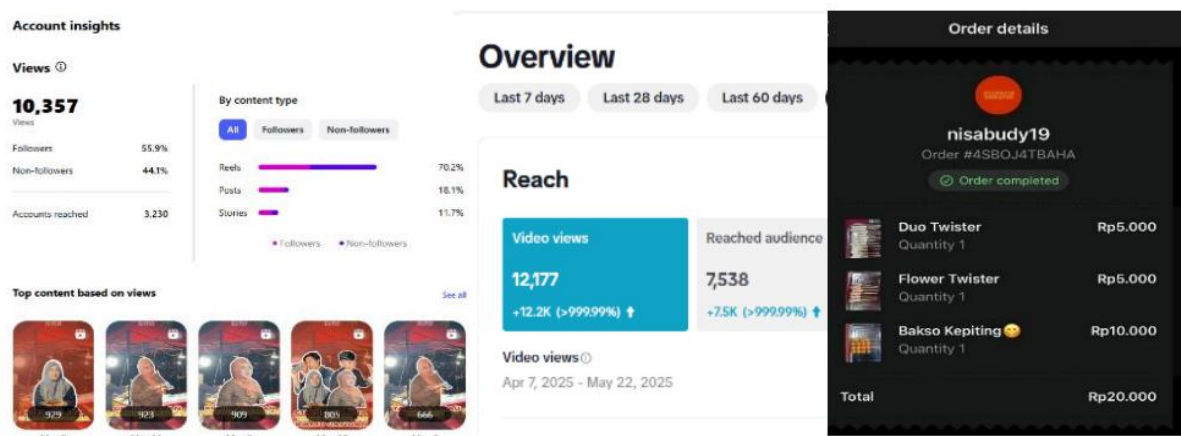 Account insights
Views
10,357
Views
Followers 55.9%
Non-followers 44.1%
Accounts reached 3,230
By content type
All Followers Non-followers
Reels 70.2%
Posts 18.1%
Stories 11.7%
Followers Non-followers
Top content based on views
See all
929 923 909 805 666
Overview
Last 7 days Last 28 days Last 60 days
Reach
Video views
12,177
+12.2K (>999.99%)
Reached audience
7,538
+7.5K (>999.99%)
Video views
Apr 7, 2025 - May 22, 2025
Order details
nisabudy19
Order #4SBOJ4TBAHA
Order completed
Duo Twister Rp5.000
Quantity 1
Flower Twister Rp5.000
Quantity 1
Bakso Kepiting😀 Rp10.000
Quantity 1
Total Rp20.000